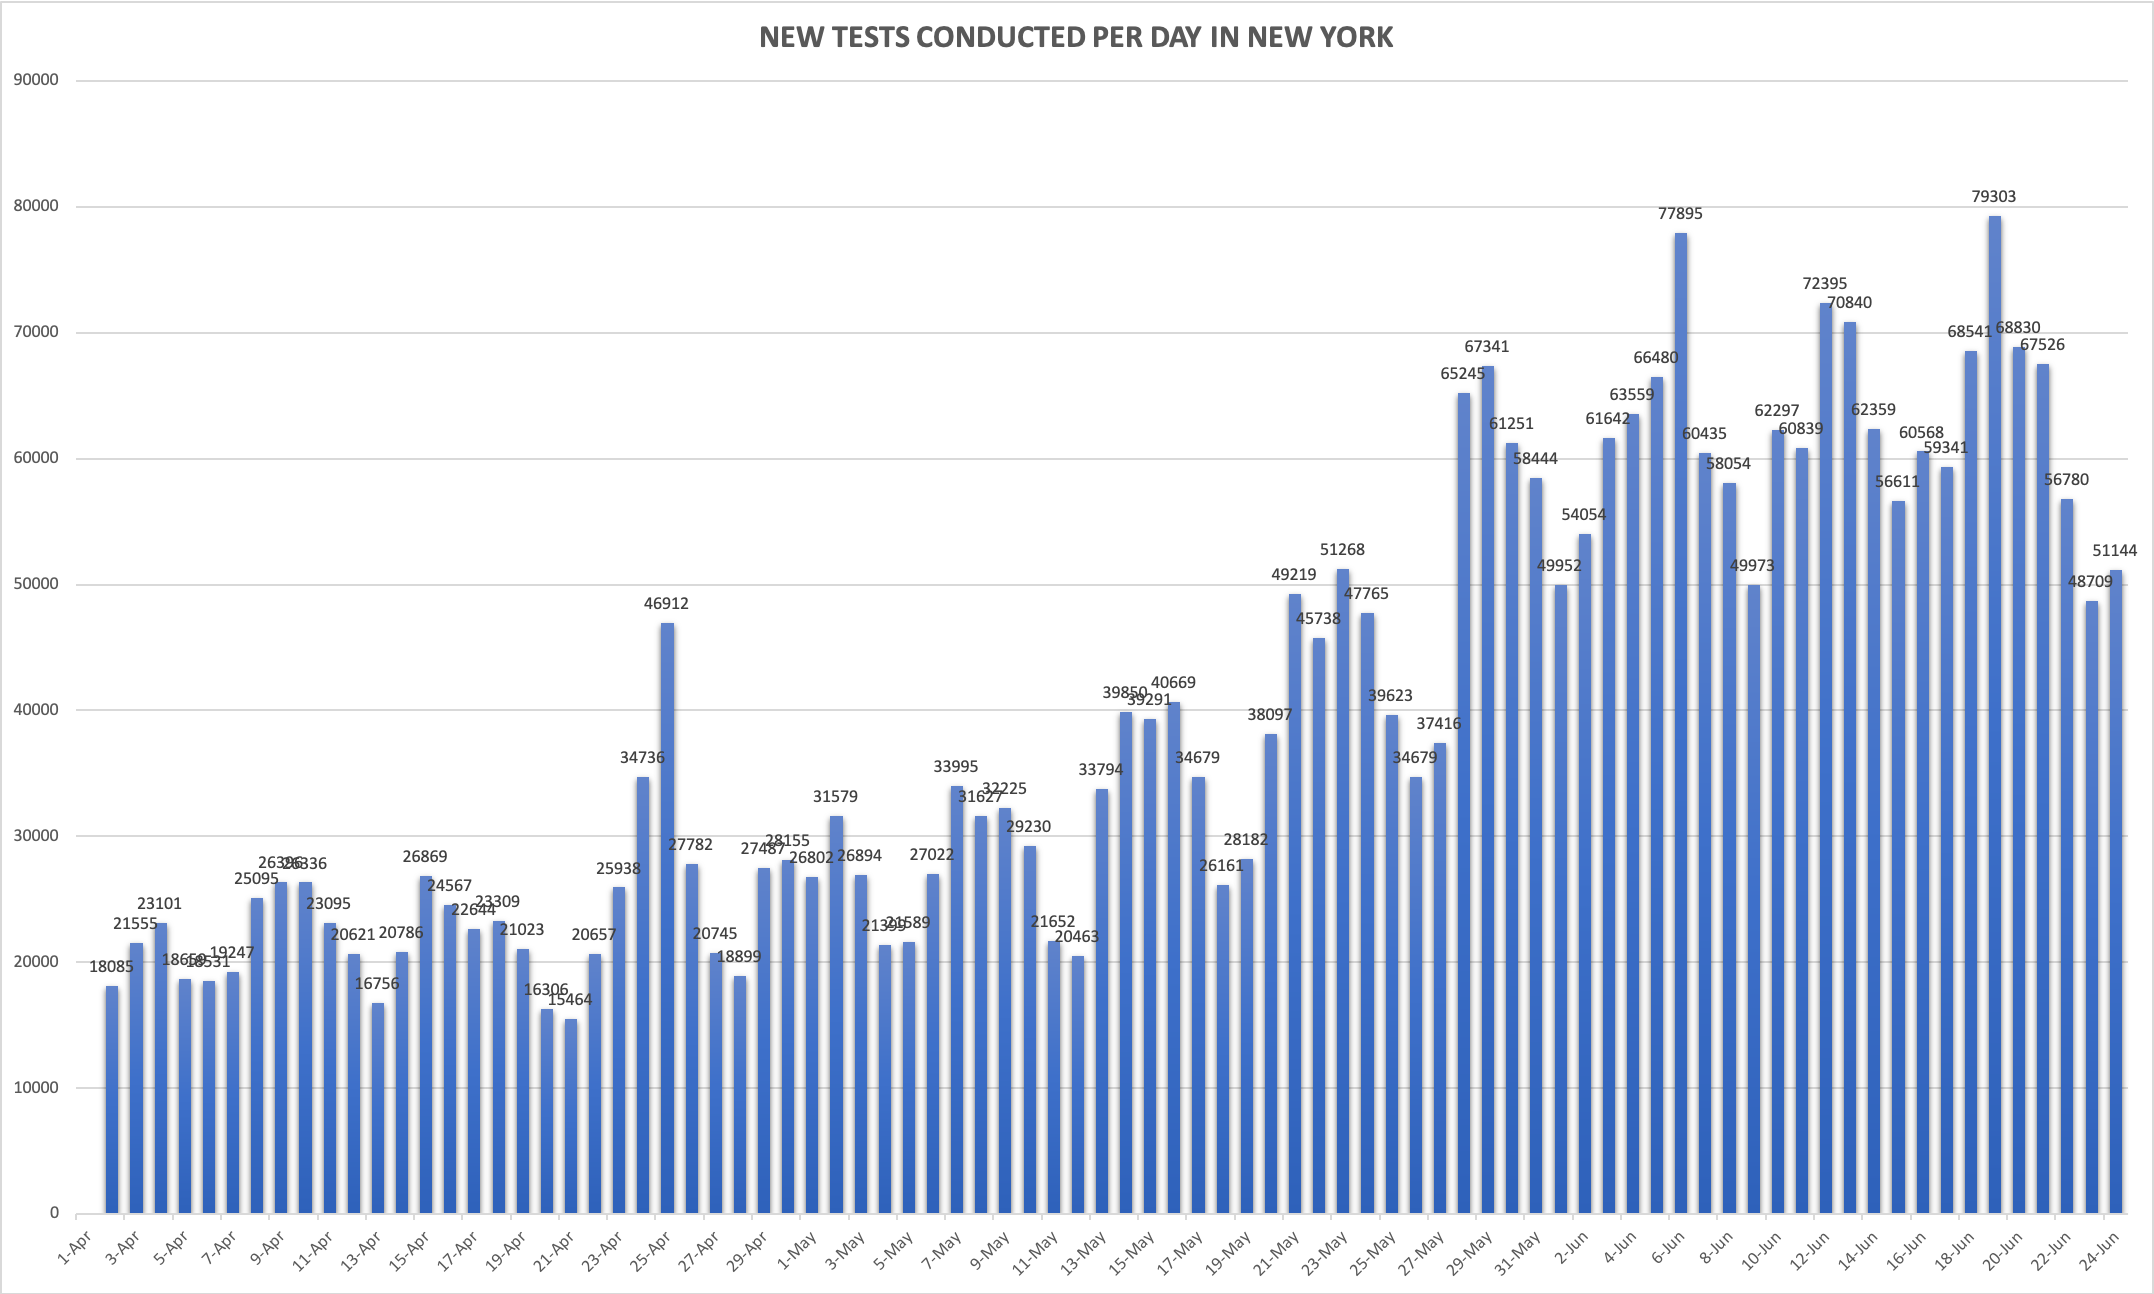 NEW TESTS CONDUCTED PER DAY IN NEW YORK
90000
80000
70000
60000
50000
40000
30000
20000
10000
0
18085
21555
23101
18659
18531
19247
25095
26396
26336
23095
20621
16756
20786
26869
24567
22644
23309
21023
16306
15464
20657
25938
34736
46912
27782
20745
18899
27487
28155
26802
31579
26894
21399
21589
27022
33995
31627
32225
29230
21652
20463
33794
39850
39291
40669
34679
26161
28182
38097
49219
45738
51268
47765
39623
34679
37416
65245
67341
61251
58444
49952
54054
61642
63559
66480
77895
60435
58054
49973
62297
60839
72395
70840
62359
56611
60568
59341
68541
79303
68830
67526
56780
48709
51144
1-Apr
3-Apr
5-Apr
7-Apr
9-Apr
11-Apr
13-Apr
15-Apr
17-Apr
19-Apr
21-Apr
23-Apr
25-Apr
27-Apr
29-Apr
1-May
3-May
5-May
7-May
9-May
11-May
13-May
15-May
17-May
19-May
21-May
23-May
25-May
27-May
29-May
31-May
2-Jun
4-Jun
6-Jun
8-Jun
10-Jun
12-Jun
14-Jun
16-Jun
18-Jun
20-Jun
22-Jun
24-Jun